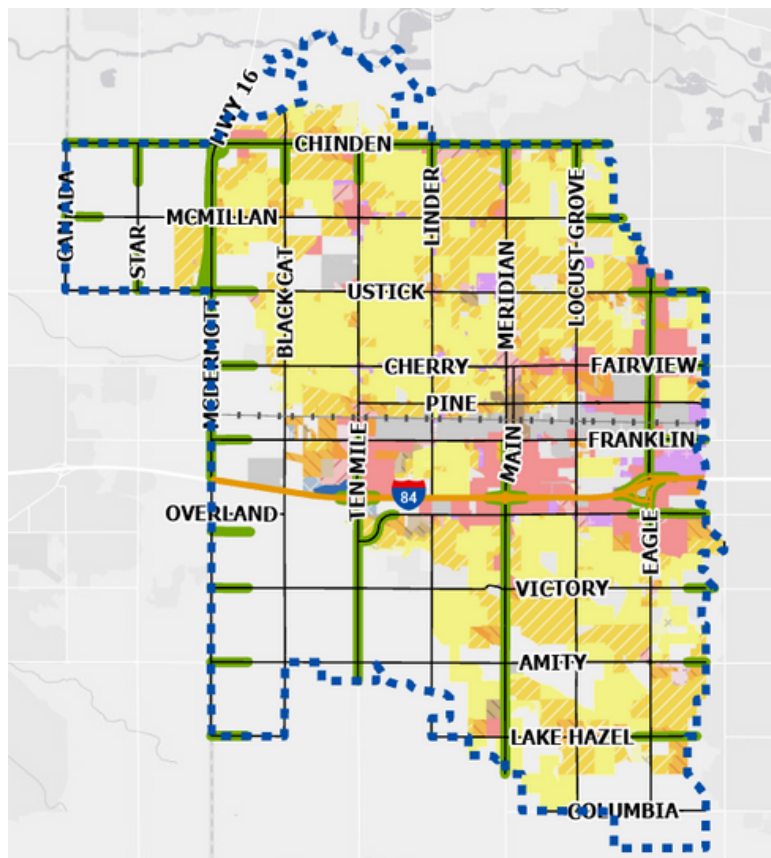 HWY 16
CHINDEN
CAN-ADA
STAR
MCMILLAN
LINDER
LOCUST GROVE
MERIDIAN
BLACK CAT
USTICK
MCDERMOTT
CHERRY
FAIRVIEW
PINE
FRANKLIN
TEN MILE
MAIN
84
OVERLAND
EAGLE
VICTORY
AMITY
LAKE HAZEL
COLUMBIA